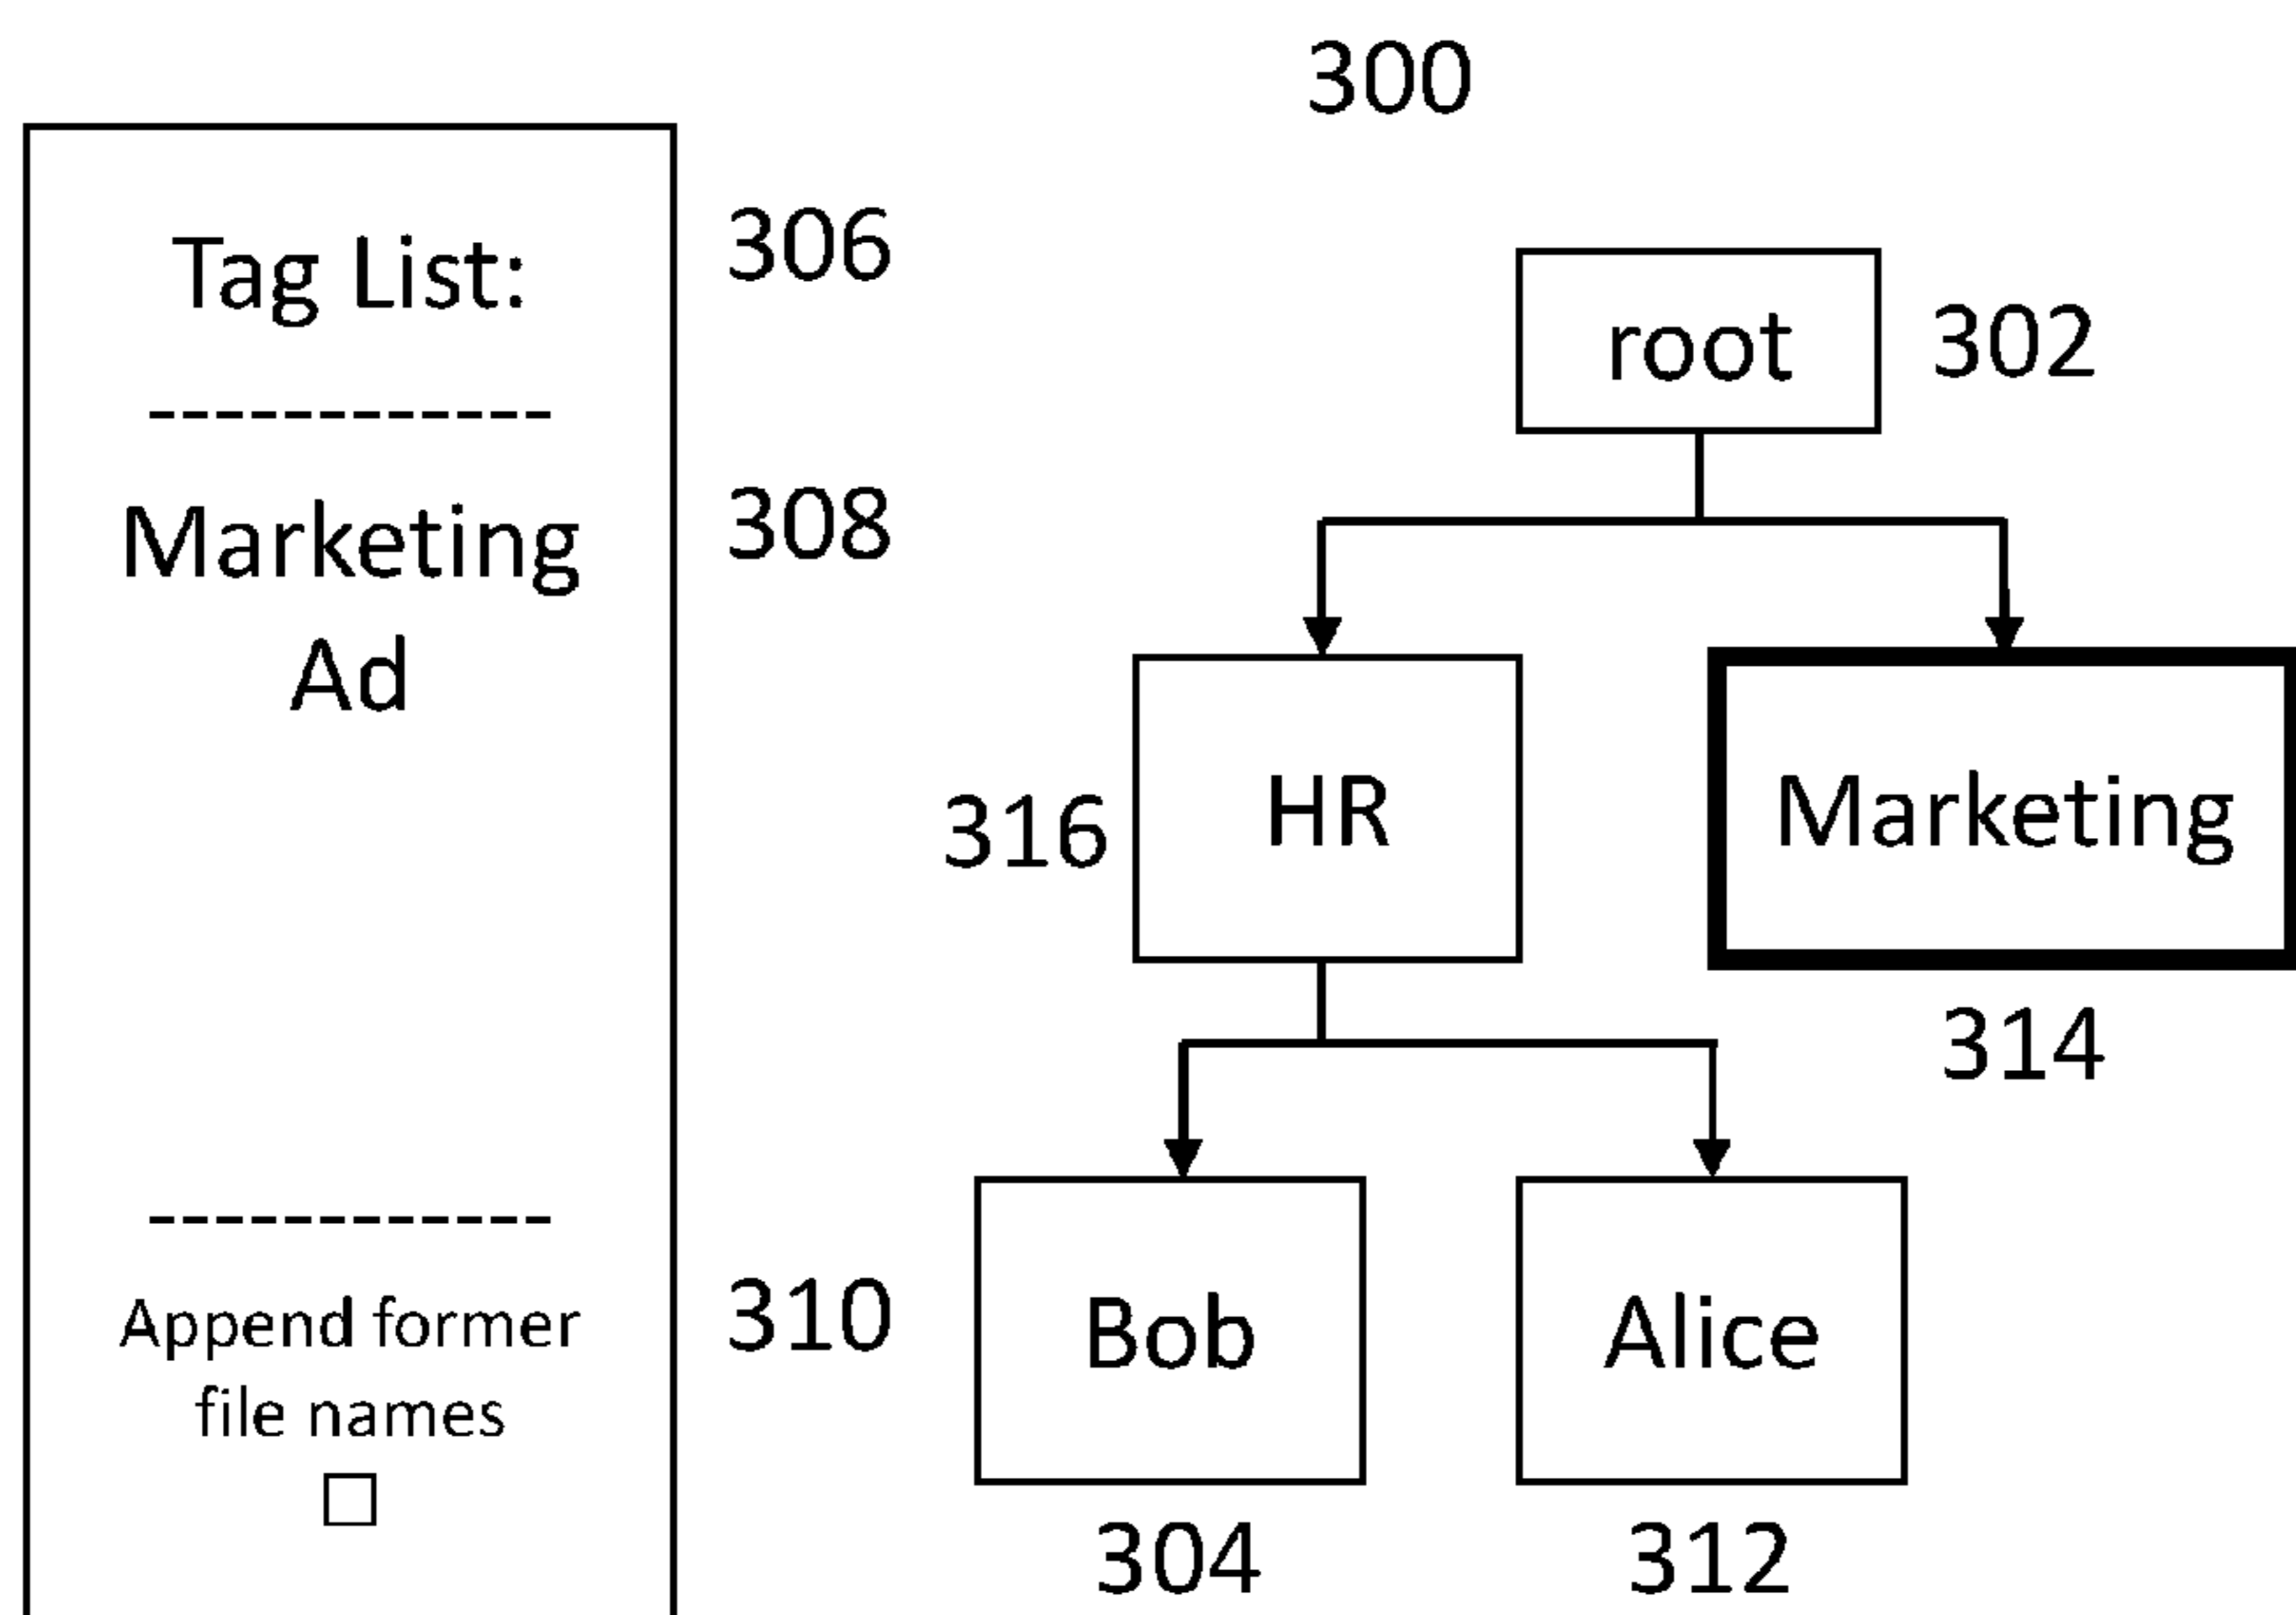 300
Tag List:
306
--------------
Marketing
Ad
308
--------------
Append former
file names
☐
310
root
302
HR
316
Marketing
314
Bob
304
Alice
312